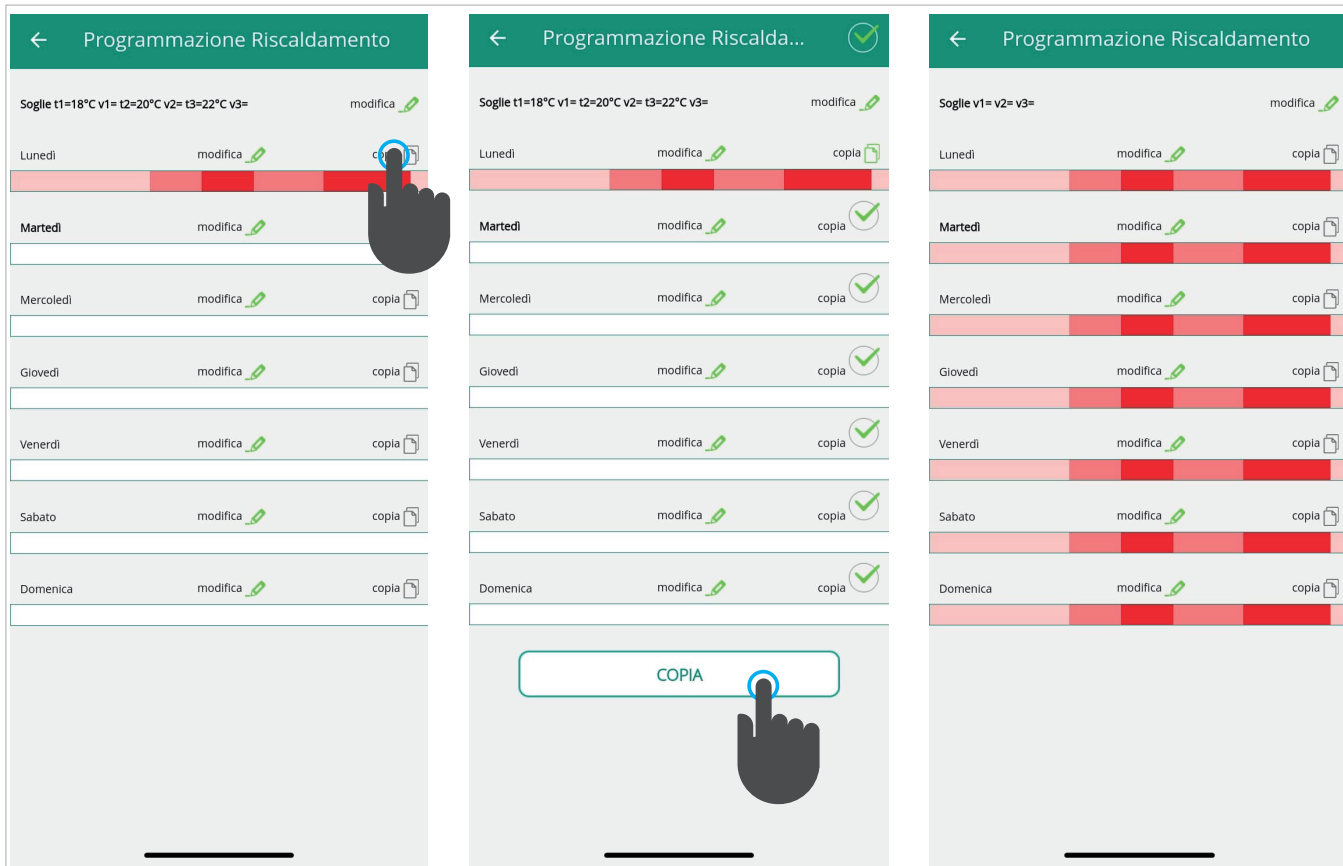 Programmazione Riscaldamento
Soglie t1=18°C v1= t2=20°C v2= t3=22°C v3= modifica
Lunedì modifica
Martedì modifica
Mercoledì modifica copia
Giovedì modifica copia
Venerdì modifica copia
Sabato modifica copia
Domenica modifica copia
Programmazione Riscalda...
Soglie t1=18°C v1= t2=20°C v2= t3=22°C v3= modifica
Lunedì modifica copia
Martedì modifica copia
Mercoledì modifica copia
Giovedì modifica copia
Venerdì modifica copia
Sabato modifica copia
Domenica modifica copia
COPIA
Programmazione Riscaldamento
Soglie v1= v2= v3= modifica
Lunedì modifica copia
Martedì modifica copia
Mercoledì modifica copia
Giovedì modifica copia
Venerdì modifica copia
Sabato modifica copia
Domenica modifica copia